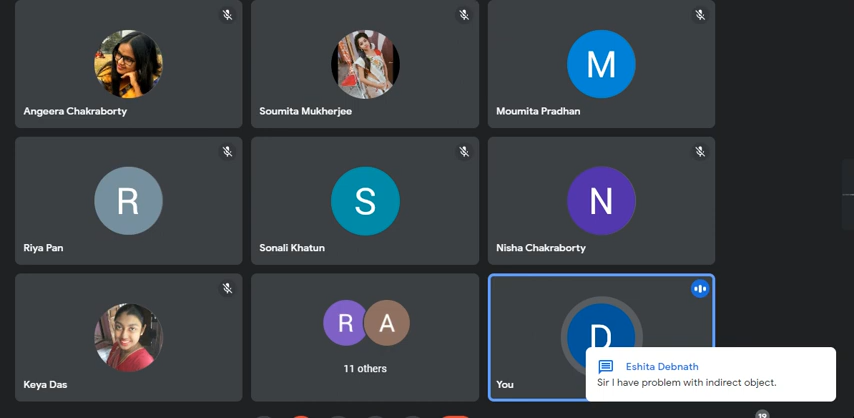 Angeera Chakraborty
Soumita Mukherjee
M
Moumita Pradhan
R
Riya Pan
S
Sonali Khatun
N
Nisha Chakraborty
Keya Das
R A
11 others
D
You
Eshita Debnath
Sir I have problem with indirect object.
19